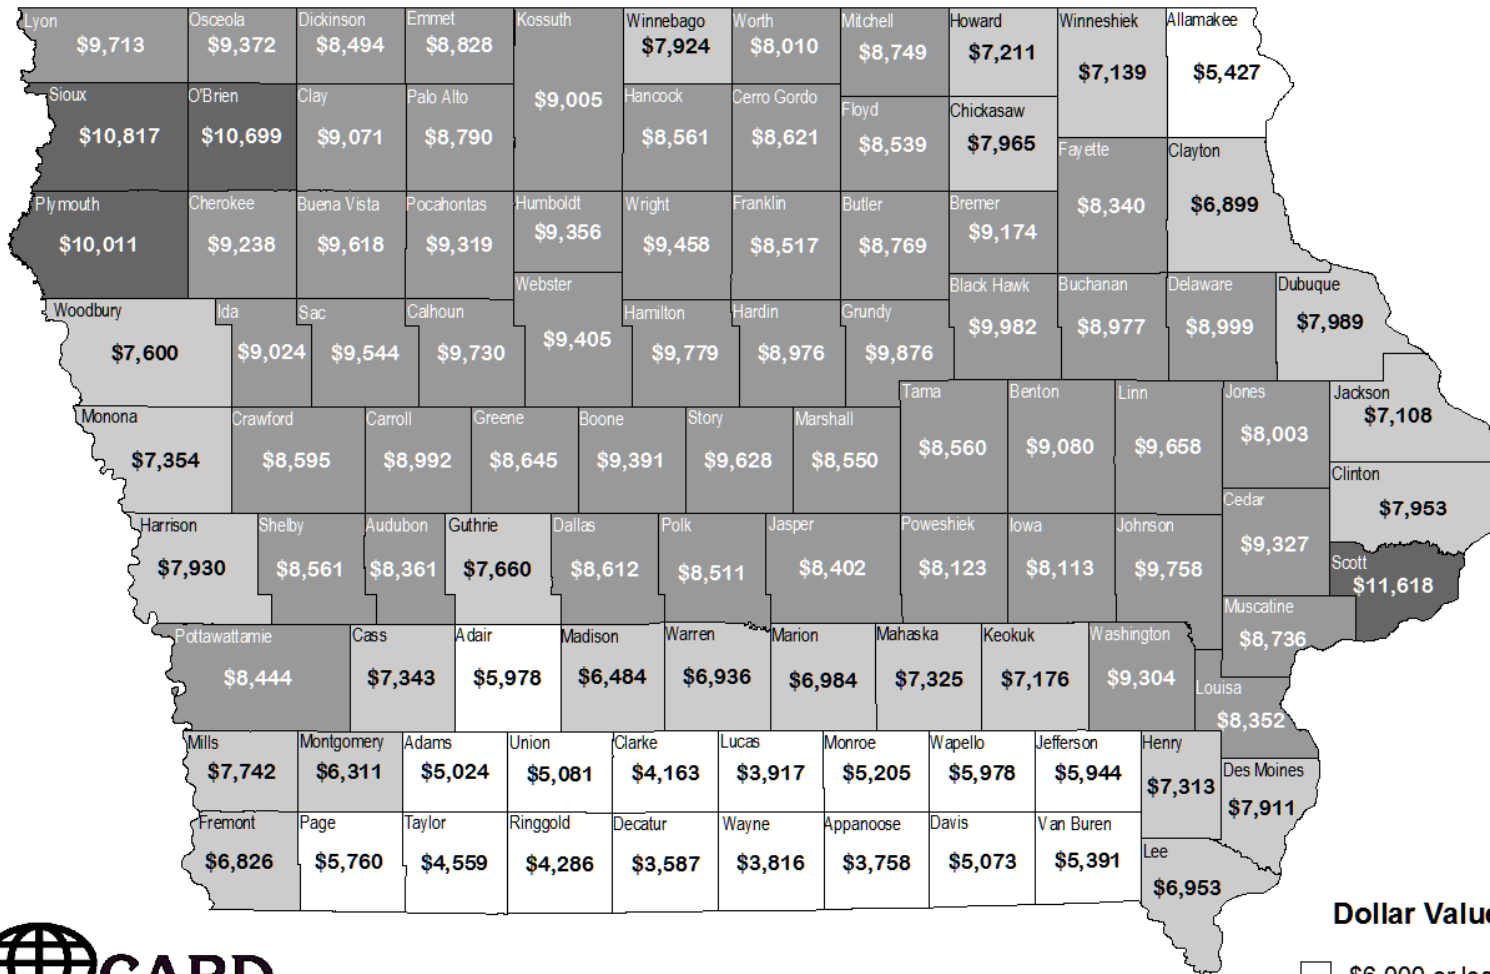 Lyon
$9,713
Osceola
$9,372
Dickinson
$8,494
Emmet
$8,828
Kossuth
$9,005
Winnebago
$7,924
Worth
$8,010
Mitchell
$8,749
Howard
$7,211
Winneshiek
$7,139
Allamakee
$5,427
Sioux
$10,817
O'Brien
$10,699
Clay
$9,071
Palo Alto
$8,790
Hancock
$8,561
Cerro Gordo
$8,621
Floyd
$8,539
Chickasaw
$7,965
Fayette
$8,340
Clayton
$6,899
Plymouth
$10,011
Cherokee
$9,238
Buena Vista
$9,618
Pocahontas
$9,319
Humboldt
$9,356
Wright
$9,458
Franklin
$8,517
Butler
$8,769
Bremer
$9,174
Woodbury
$7,600
Ida
$9,024
Sac
$9,544
Calhoun
$9,730
Webster
$9,405
Hamilton
$9,779
Hardin
$8,976
Grundy
$9,876
Black Hawk
$9,982
Buchanan
$8,977
Delaware
$8,999
Dubuque
$7,989
Monona
$7,354
Crawford
$8,595
Carroll
$8,992
Greene
$8,645
Boone
$9,391
Story
$9,628
Marshall
$8,550
Tama
$8,560
Benton
$9,080
Linn
$9,658
Jones
$8,003
Jackson
$7,108
Clinton
$7,953
Harrison
$7,930
Shelby
$8,561
Audubon
$8,361
Guthrie
$7,660
Dallas
$8,612
Polk
$8,511
Jasper
$8,402
Poweshiek
$8,123
Iowa
$8,113
Johnson
$9,758
Cedar
$9,327
Scott
$11,618
Muscatine
$8,736
Pottawattamie
$8,444
Cass
$7,343
Adair
$5,978
Madison
$6,484
Warren
$6,936
Marion
$6,984
Mahaska
$7,325
Keokuk
$7,176
Washington
$9,304
Louisa
$8,352
Mills
$7,742
Montgomery
$6,311
Adams
$5,024
Union
$5,081
Clarke
$4,163
Lucas
$3,917
Monroe
$5,205
Wapello
$5,978
Jefferson
$5,944
Henry
$7,313
Des Moines
$7,911
Fremont
$6,826
Page
$5,760
Taylor
$4,559
Ringgold
$4,286
Decatur
$3,587
Wayne
$3,816
Appanoose
$3,758
Davis
$5,073
Van Buren
$5,391
Lee
$6,953
Dollar Value
CARD
$6,000 or